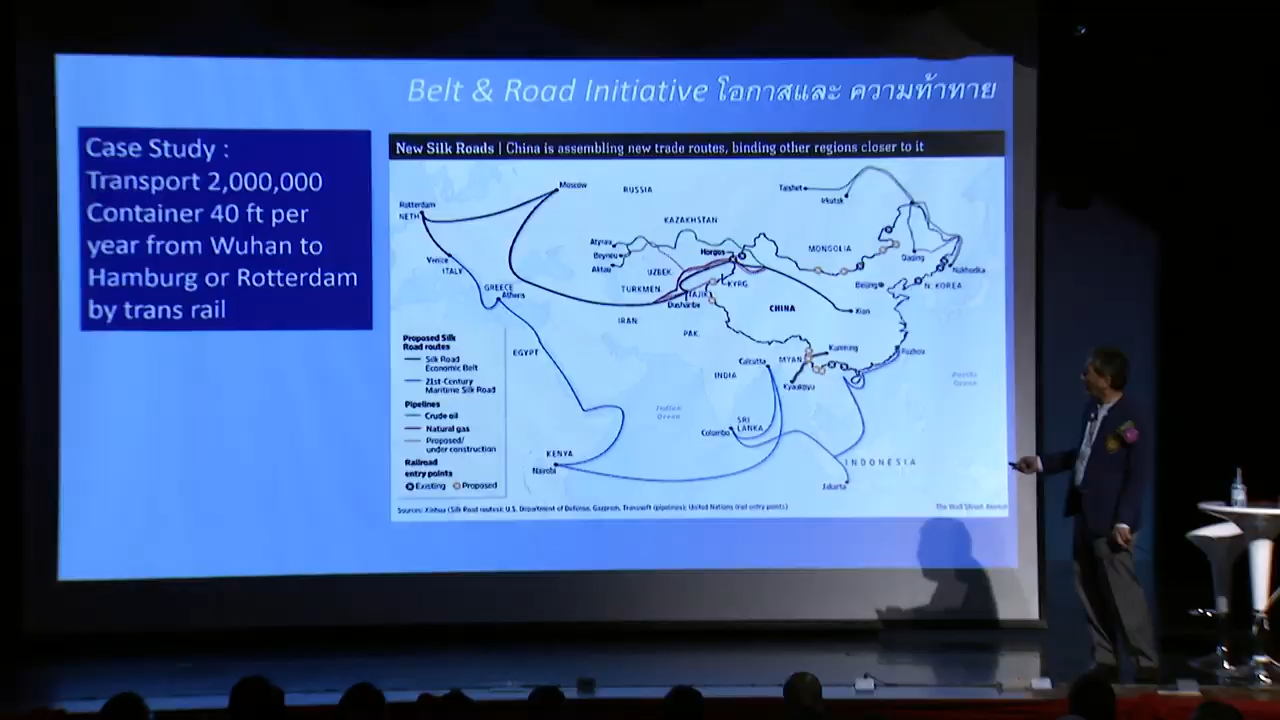 Belt & Road Initiative โอกาสและ ความท้าทาย
Case Study :
Transport 2,000,000
Container 40 ft per
year from Wuhan to
Hamburg or Rotterdam
by trans rail
New Silk Roads | China is assembling new trade routes, binding other regions closer to it
Moscow
RUSSIA
Taishet
Irkutsk
Rotterdam
NETH.
KAZAKHSTAN
Atyrau
Beyneu
Aktau
Horgos
MONGOLIA
Daqing
Nakhodka
Venice
ITALY
UZBEK.
KYRG.
TURKMEN.
TAJIK.
Dushanbe
Beijing
N. KOREA
GREECE
Athens
CHINA
Xian
IRAN
PAK.
EGYPT
Calcutta
MYAN.
Kunming
Fuzhou
INDIA
Kyaukpyu
Pacific
Ocean
Indian
Ocean
SRI
LANKA
Colombo
KENYA
Nairobi
INDONESIA
Jakarta
Proposed Silk
Road routes
Silk Road
Economic Belt
21st-Century
Maritime Silk Road
Pipelines
Crude oil
Natural gas
Proposed/
under construction
Railroad
entry points
Existing
Proposed
Sources: Xinhua (Silk Road routes); U.S. Department of Defense, Gazprom, Transneft (pipelines); United Nations (rail entry points)
The Wall Street